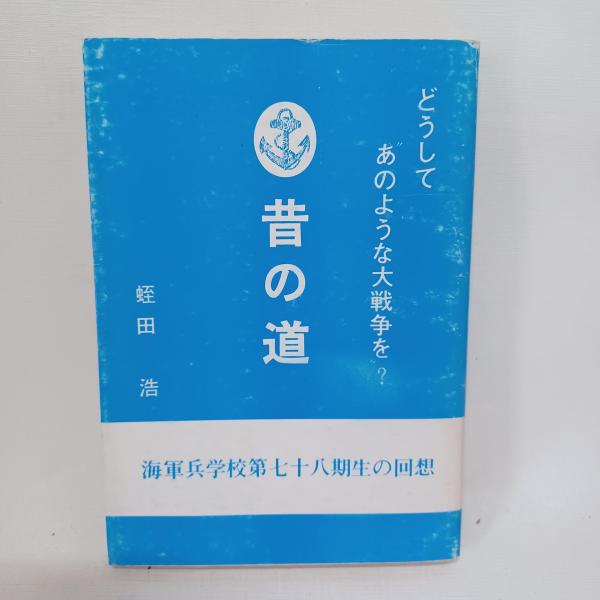 どうして
“あのような大戦争を”?
昔の道
蛭田 浩
海軍兵学校第七十八期生の回想